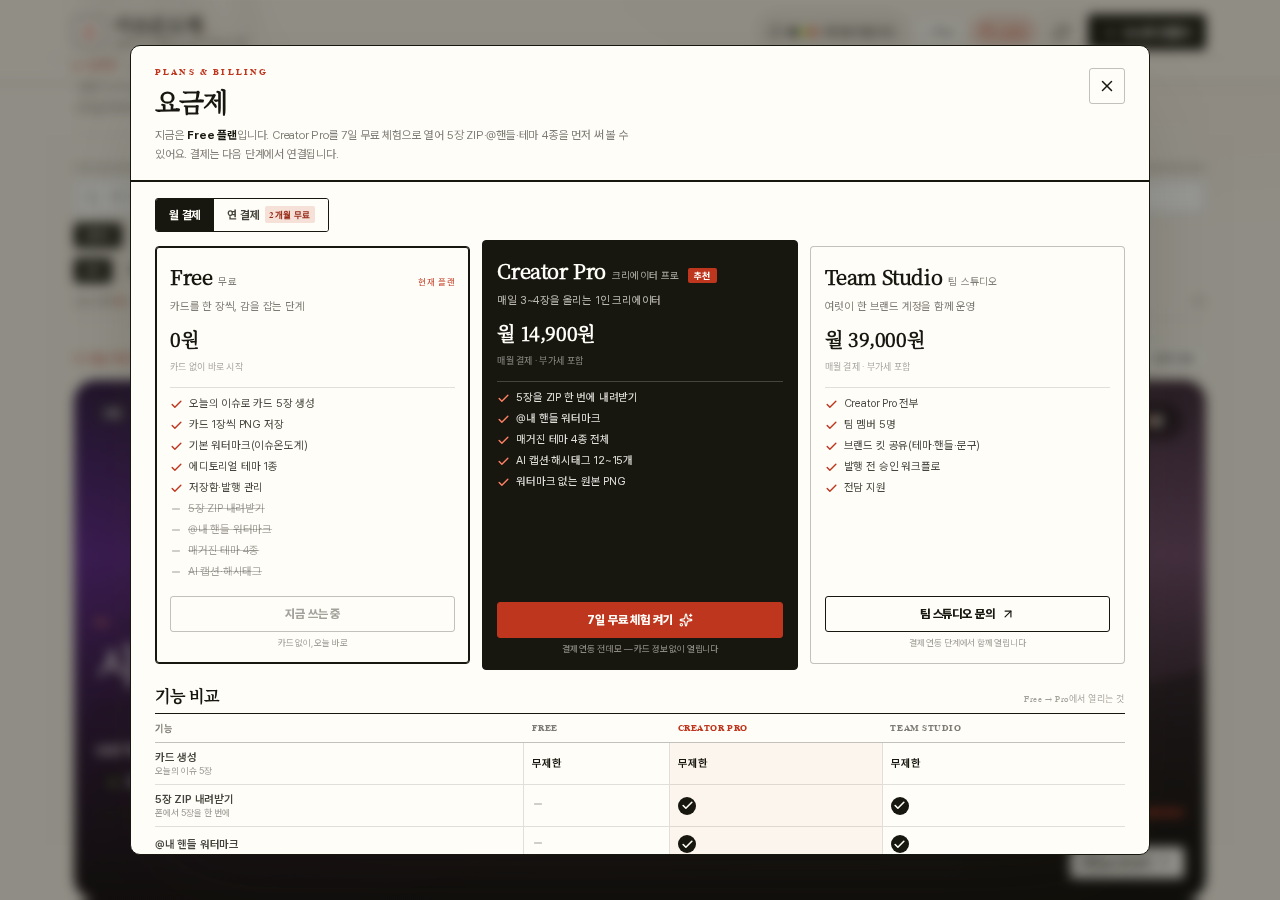 PLANS & BILLING
요금제
지금은 Free 플랜입니다. Creator Pro를 7일 무료 체험으로 열어 5장 ZIP·@핸들·테마 4종을 먼저 써 볼 수
있어요. 결제는 다음 단계에서 연결됩니다.
월 결제
연 결제 2개월 무료
Free 무료 현재 플랜
카드를 한 장씩, 감을 잡는 단계
0원
카드 없이 바로 시작
오늘의 이슈로 카드 5장 생성
카드 1장씩 PNG 저장
기본 워터마크(이슈온도계)
에디토리얼 테마 1종
저장함·발행 관리
5장 ZIP 내려받기
@내 핸들 워터마크
매거진 테마 4종
AI 캡션·해시태그
지금 쓰는 중
카드 없이, 오늘 바로
Creator Pro 크리에이터 프로 추천
매일 3~4장을 올리는 1인 크리에이터
월 14,900원
매월 결제 · 부가세 포함
5장을 ZIP 한 번에 내려받기
@내 핸들 워터마크
매거진 테마 4종 전체
AI 캡션·해시태그 12~15개
워터마크 없는 원본 PNG
7일 무료 체험 켜기
결제 연동 전 데모 — 카드 정보 없이 열립니다
Team Studio 팀 스튜디오
여럿이 한 브랜드 계정을 함께 운영
월 39,000원
매월 결제 · 부가세 포함
Creator Pro 전부
팀 멤버 5명
브랜드 킷 공유(테마·핸들·문구)
발행 전 승인 워크플로
전담 지원
팀 스튜디오 문의
결제 연동 단계에서 함께 열립니다
기능 비교
Free → Pro에서 열리는 것
기능 FREE CREATOR PRO TEAM STUDIO
카드 생성 무제한 무제한 무제한
오늘의 이슈 5장
5장 ZIP 내려받기
폰에서 5장을 한 번에
@내 핸들 워터마크